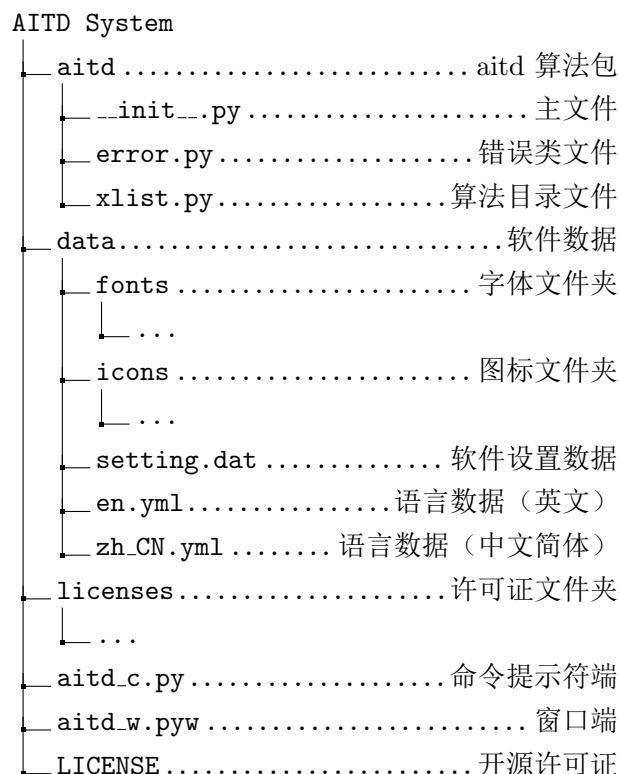 AITD System
aitd ........................... aitd 算法包
__init__.py ...................... 主文件
error.py .................... 错误类文件
xlist.py .................. 算法目录文件
data .............................. 软件数据
fonts ....................... 字体文件夹
...
icons ....................... 图标文件夹
...
setting.dat .............. 软件设置数据
en.yml ................ 语言数据（英文）
zh_CN.yml ........ 语言数据（中文简体）
licenses ..................... 许可证文件夹
...
aitd_c.py .................... 命令提示符端
aitd_w.pyw ......................... 窗口端
LICENSE ........................ 开源许可证